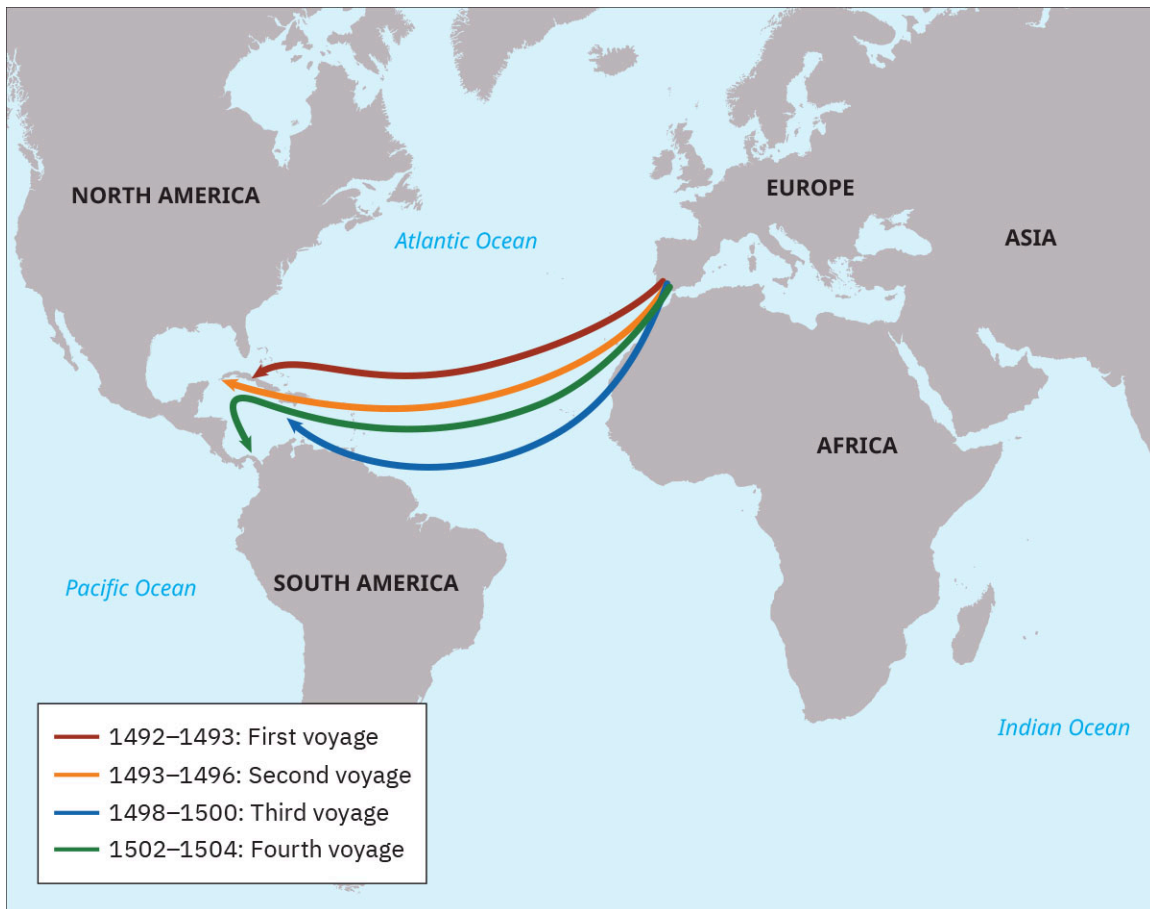 NORTH AMERICA
EUROPE
ASIA
Atlantic Ocean
AFRICA
Pacific Ocean
SOUTH AMERICA
Indian Ocean
1492–1493: First voyage
1493–1496: Second voyage
1498–1500: Third voyage
1502–1504: Fourth voyage